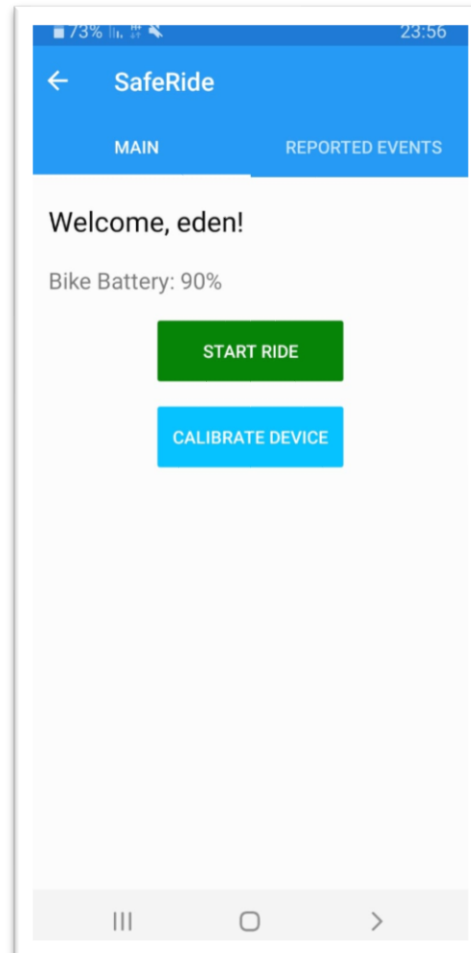 73% 23:56
SafeRide
MAIN REPORTED EVENTS
Welcome, eden!
Bike Battery: 90%
START RIDE
CALIBRATE DEVICE